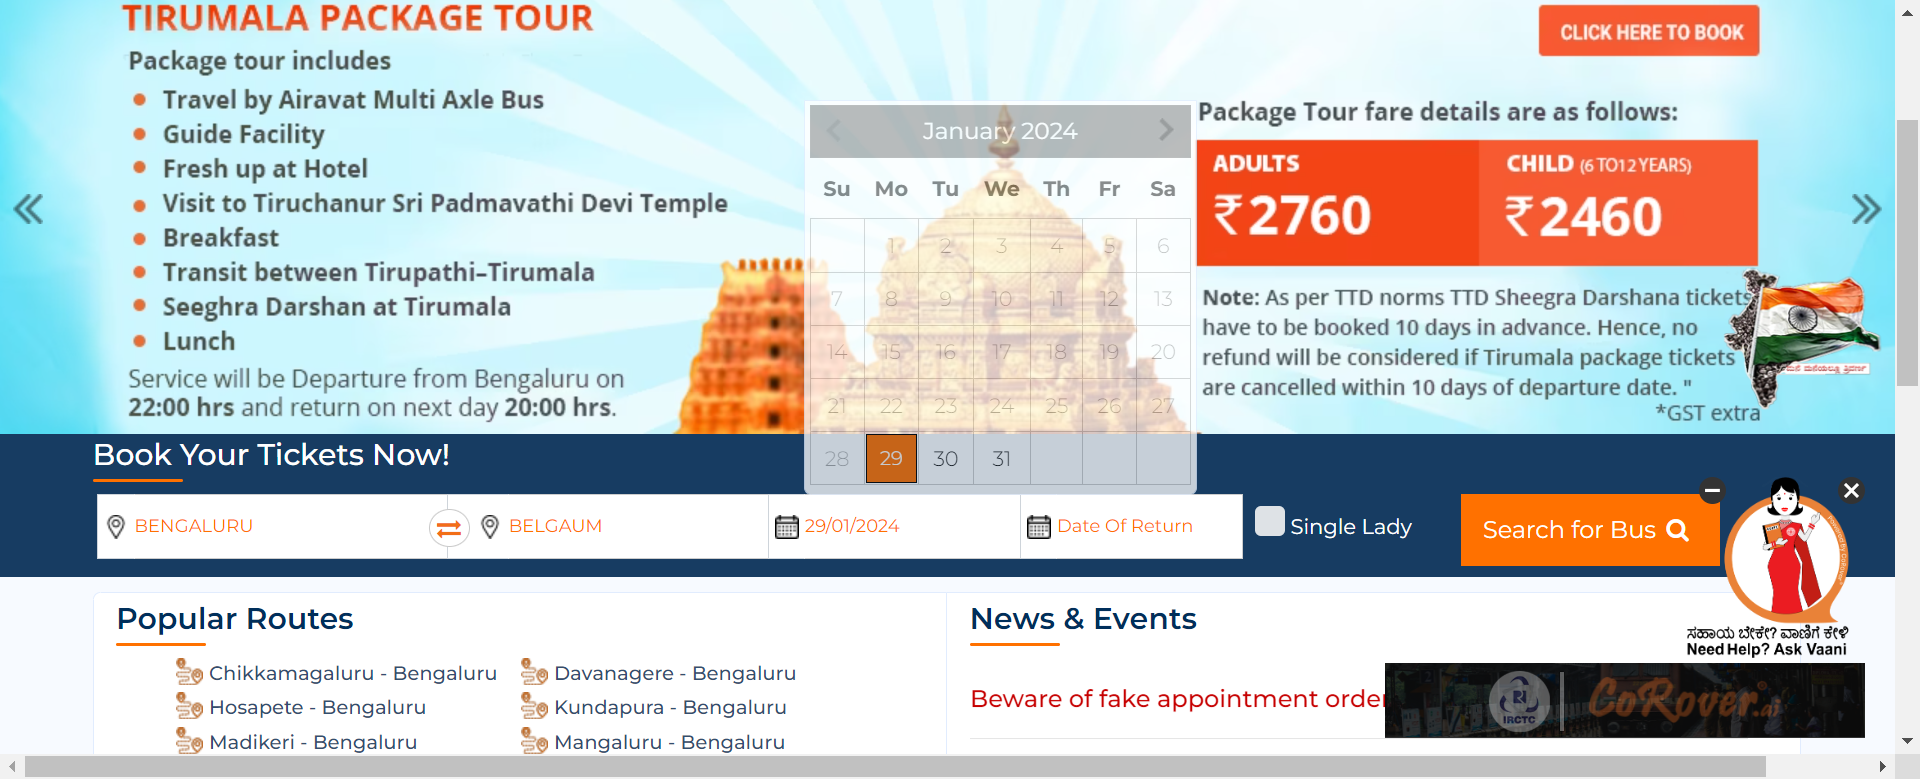 TIRUMALA PACKAGE TOUR
Package tour includes
Travel by Airavat Multi Axle Bus
Guide Facility
Fresh up at Hotel
Visit to Tiruchanur Sri Padmavathi Devi Temple
Breakfast
Transit between Tirupathi–Tirumala
Seeghra Darshan at Tirumala
Lunch
Service will be Departure from Bengaluru on
22:00 hrs and return on next day 20:00 hrs.
CLICK HERE TO BOOK
Package Tour fare details are as follows:
ADULTS
₹2760
CHILD (6 TO12 YEARS)
₹2460
Note: As per TTD norms TTD Sheegra Darshana tickets
have to be booked 10 days in advance. Hence, no
refund will be considered if Tirumala package tickets
are cancelled within 10 days of departure date. "
*GST extra
January 2024
Su Mo Tu We Th Fr Sa
1 2 3 4 5 6
7 8 9 10 11 12 13
14 15 16 17 18 19 20
21 22 23 24 25 26 27
28 29 30 31
Book Your Tickets Now!
BENGALURU
BELGAUM
29/01/2024
Date Of Return
Single Lady
Search for Bus
ಸಹಾಯ ಬೇಕೇ? ವಾಣಿಗೆ ಕೇಳಿ
Need Help? Ask Vaani
Popular Routes
Chikkamagaluru - Bengaluru
Davanagere - Bengaluru
Hosapete - Bengaluru
Kundapura - Bengaluru
Madikeri - Bengaluru
Mangaluru - Bengaluru
News & Events
Beware of fake appointment order
IRCTC
CoRover.ai